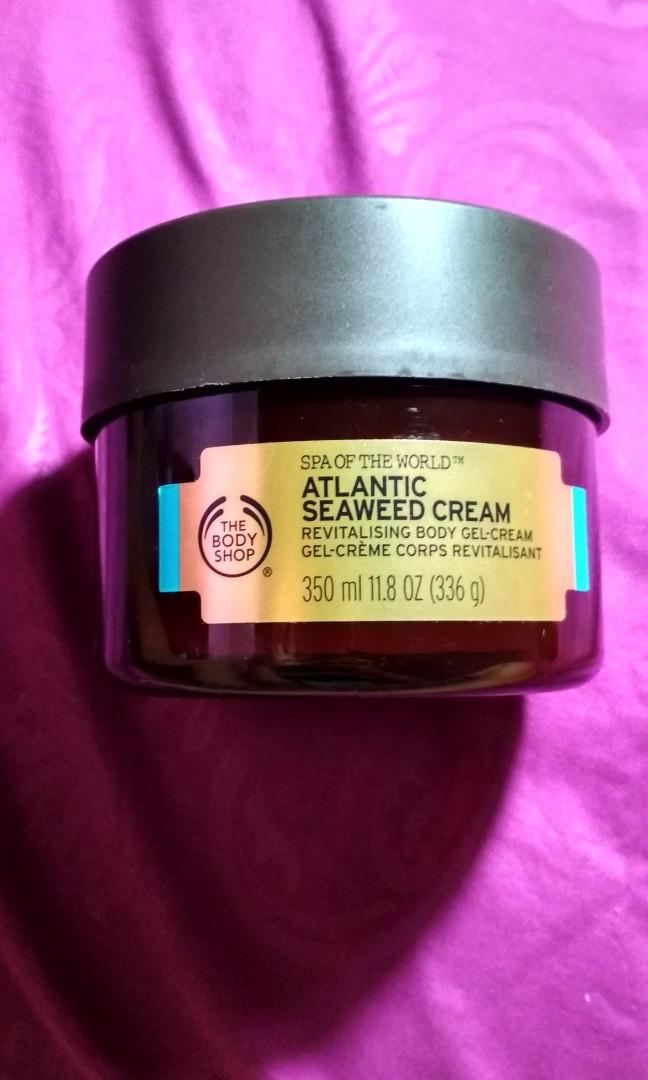 SPA OF THE WORLD™
ATLANTIC
SEAWEED CREAM
REVITALISING BODY GEL-CREAM
GEL-CRÈME CORPS REVITALISANT
350 ml 11.8 OZ (336 g)
THE
BODY
SHOP
®